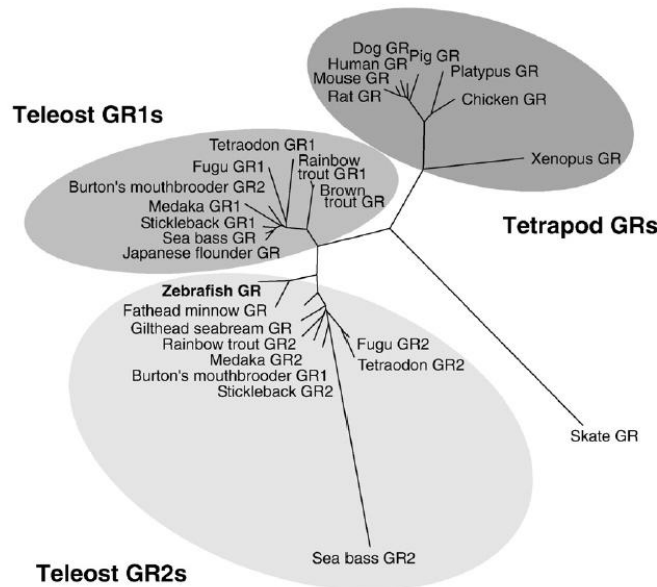 Dog GR
Human GR
Pig GR
Mouse GR
Platypus GR
Rat GR
Chicken GR
Xenopus GR
Tetrapod GRs
Teleost GR1s
Tetraodon GR1
Fugu GR1
Rainbow
trout GR1
Burton's mouthbrooder GR2
Brown
trout GR
Medaka GR1
Stickleback GR1
Sea bass GR
Japanese flounder GR
Zebrafish GR
Fathead minnow GR
Gilthead seabream GR
Rainbow trout GR2
Fugu GR2
Medaka GR2
Tetraodon GR2
Burton's mouthbrooder GR1
Stickleback GR2
Skate GR
Sea bass GR2
Teleost GR2s